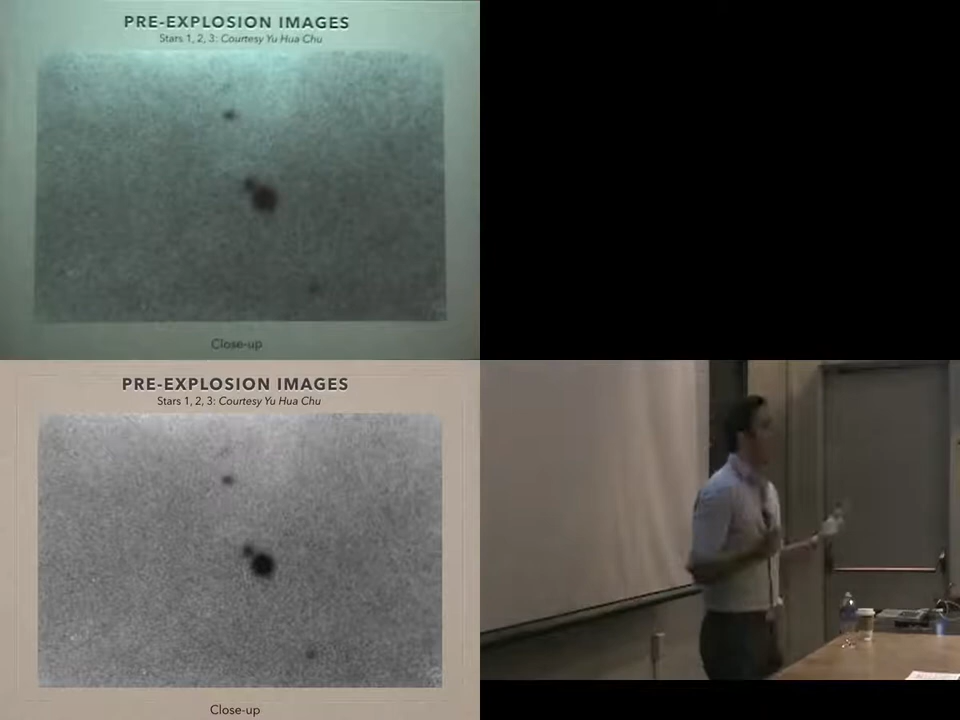 PRE-EXPLOSION IMAGES
Stars 1, 2, 3: Courtesy Yu Hua Chu
Close-up
PRE-EXPLOSION IMAGES
Stars 1, 2, 3: Courtesy Yu Hua Chu
Close-up